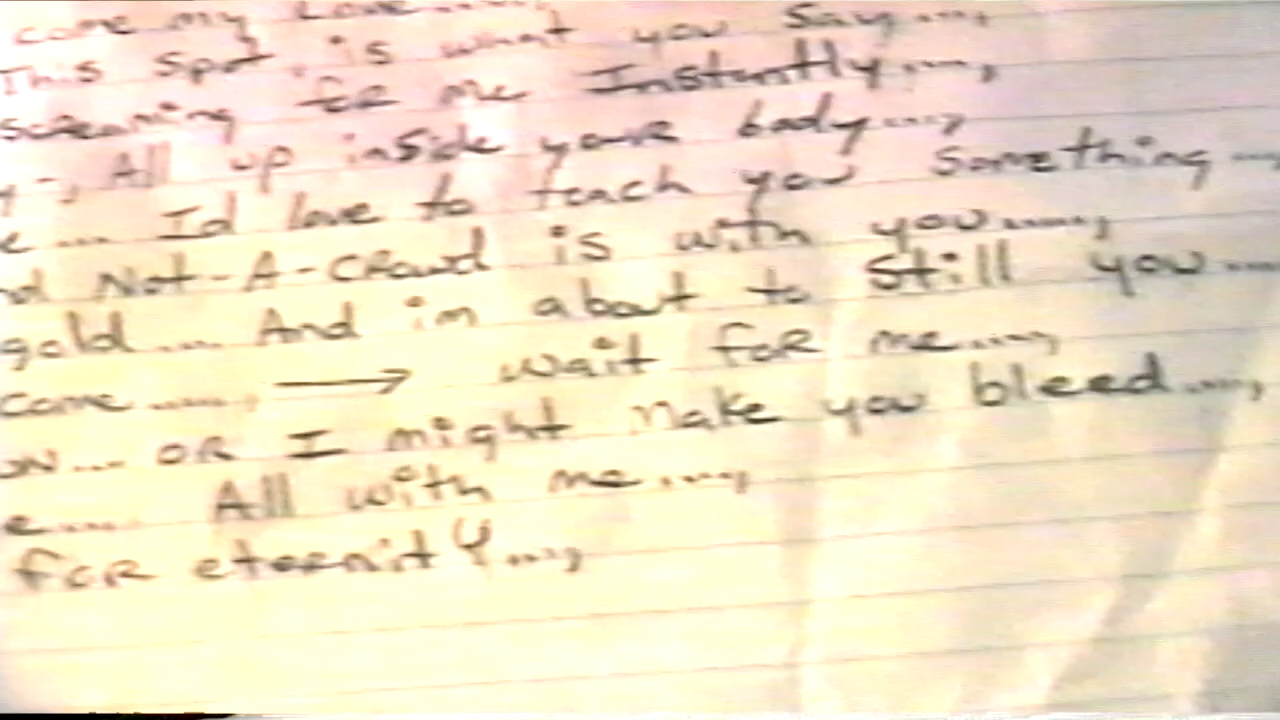 come my Love......,
This spot, is what you say....,
screaming for me Instantly....,
All up inside your body....,
... Id love to teach you something ...
Not-A-Crowd is with you......,
gold.... And im about to still you ....
Come ......, → wait for me....,
... OR I might Make you bleed....,
.... All with me....,
for eternity...,